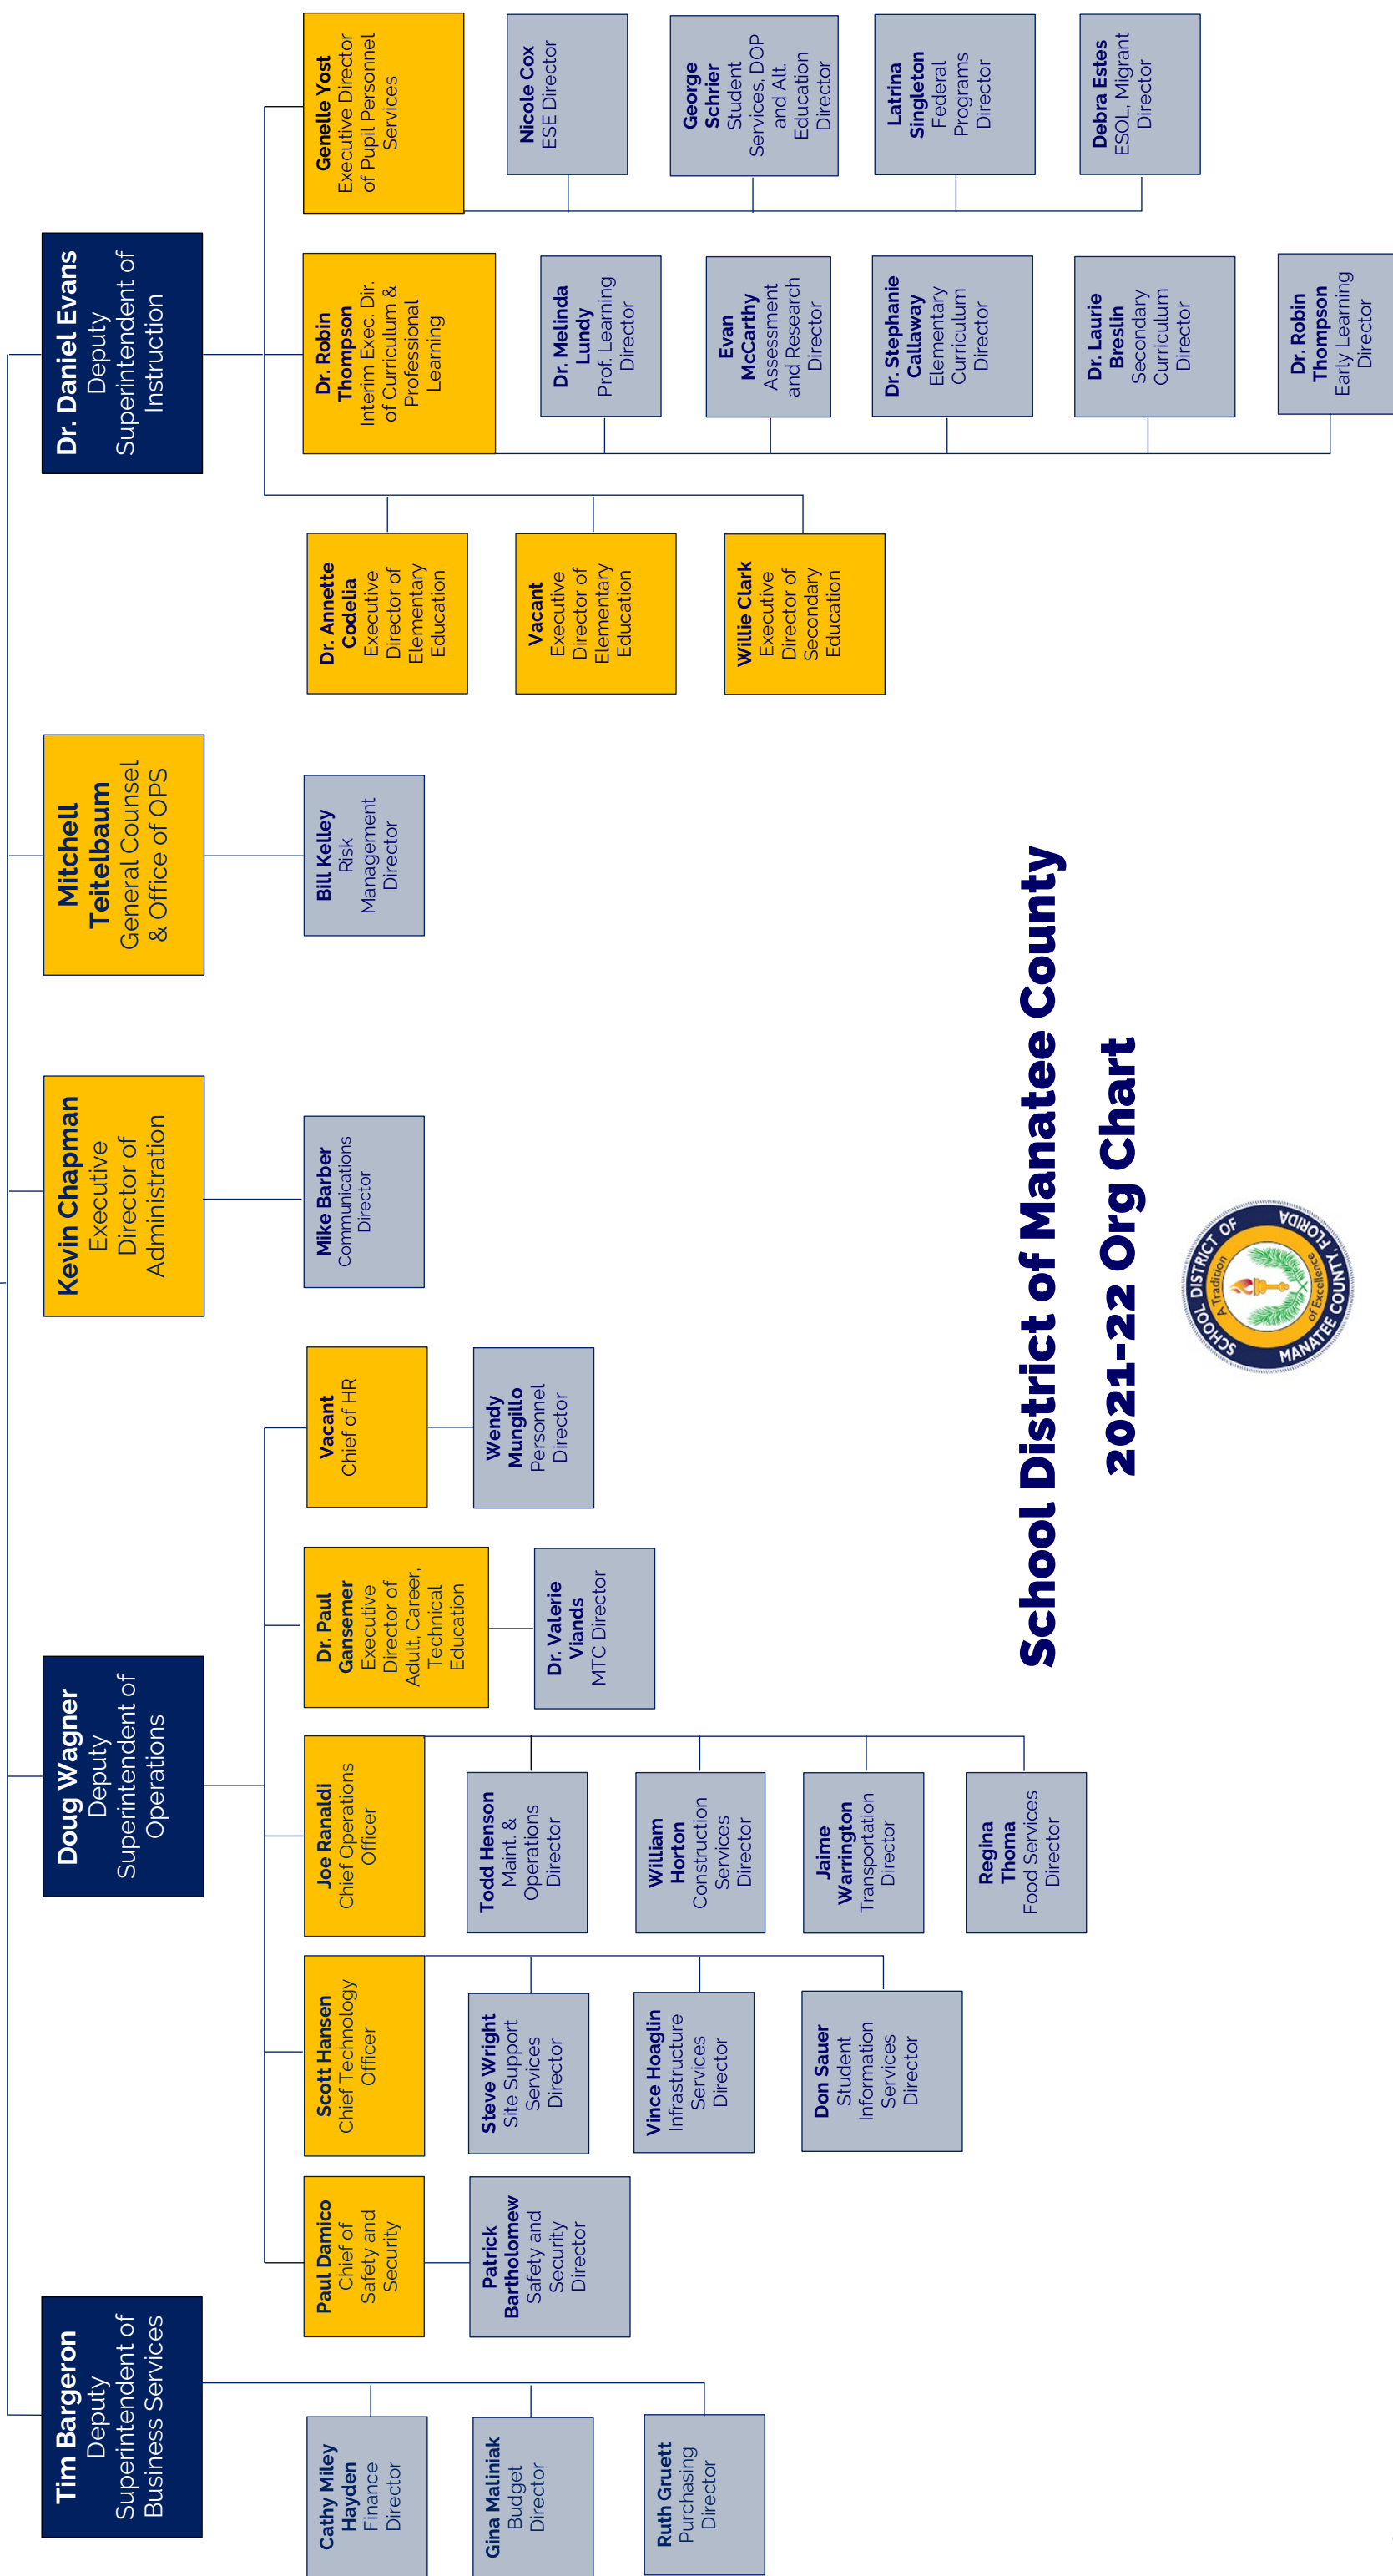 Tim Bargeron
Deputy
Superintendent of
Business Services
Doug Wagner
Deputy
Superintendent of
Operations
Kevin Chapman
Executive
Director of
Administration
Mitchell
Teitelbaum
General Counsel
& Office of OPS
Dr. Daniel Evans
Deputy
Superintendent of
Instruction
Cathy Miley
Hayden
Finance
Director
Gina Maliniak
Budget
Director
Ruth Gruett
Purchasing
Director
Paul Damico
Chief of
Safety and
Security
Patrick
Bartholomew
Safety and
Security
Director
Scott Hansen
Chief Technology
Officer
Steve Wright
Site Support
Services
Director
Vince Hoaglin
Infrastructure
Services
Director
Don Sauer
Student
Information
Services
Director
Joe Ranaldi
Chief Operations
Officer
Todd Henson
Maint. &
Operations
Director
William
Horton
Construction
Services
Director
Jaime
Warrington
Transportation
Director
Regina
Thoma
Food Services
Director
Dr. Paul
Gansemer
Executive
Director of
Adult, Career,
Technical
Education
Dr. Valerie
Viands
MTC Director
Vacant
Chief of HR
Wendy
Mungillo
Personnel
Director
Mike Barber
Communications
Director
Bill Kelley
Risk
Management
Director
Dr. Annette
Codelia
Executive
Director of
Elementary
Education
Vacant
Executive
Director of
Elementary
Education
Willie Clark
Executive
Director of
Secondary
Education
Dr. Robin
Thompson
Interim Exec. Dir.
of Curriculum &
Professional
Learning
Dr. Melinda
Lundy
Prof. Learning
Director
Evan
McCarthy
Assessment
and Research
Director
Dr. Stephanie
Callaway
Elementary
Curriculum
Director
Dr. Laurie
Breslin
Secondary
Curriculum
Director
Dr. Robin
Thompson
Early Learning
Director
Genelle Yost
Executive Director
of Pupil Personnel
Services
Nicole Cox
ESE Director
George
Schrier
Student
Services, DOP
and Alt.
Education
Director
Latrina
Singleton
Federal
Programs
Director
Debra Estes
ESOL, Migrant
Director
School District of Manatee County
2021-22 Org Chart
SCHOOL DISTRICT OF
MANATEE COUNTY, FLORIDA
A Tradition
of Excellence